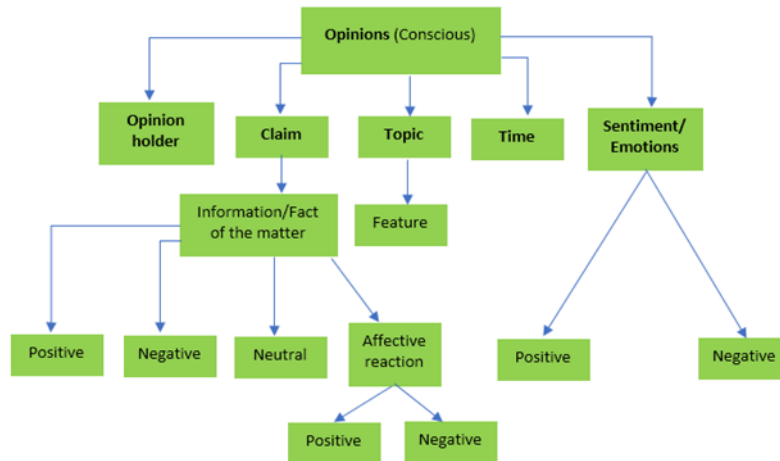 Opinions (Conscious)
Opinion
holder
Claim
Topic
Time
Sentiment/
Emotions
Information/Fact
of the matter
Feature
Positive
Negative
Neutral
Affective
reaction
Positive
Negative
Positive
Negative